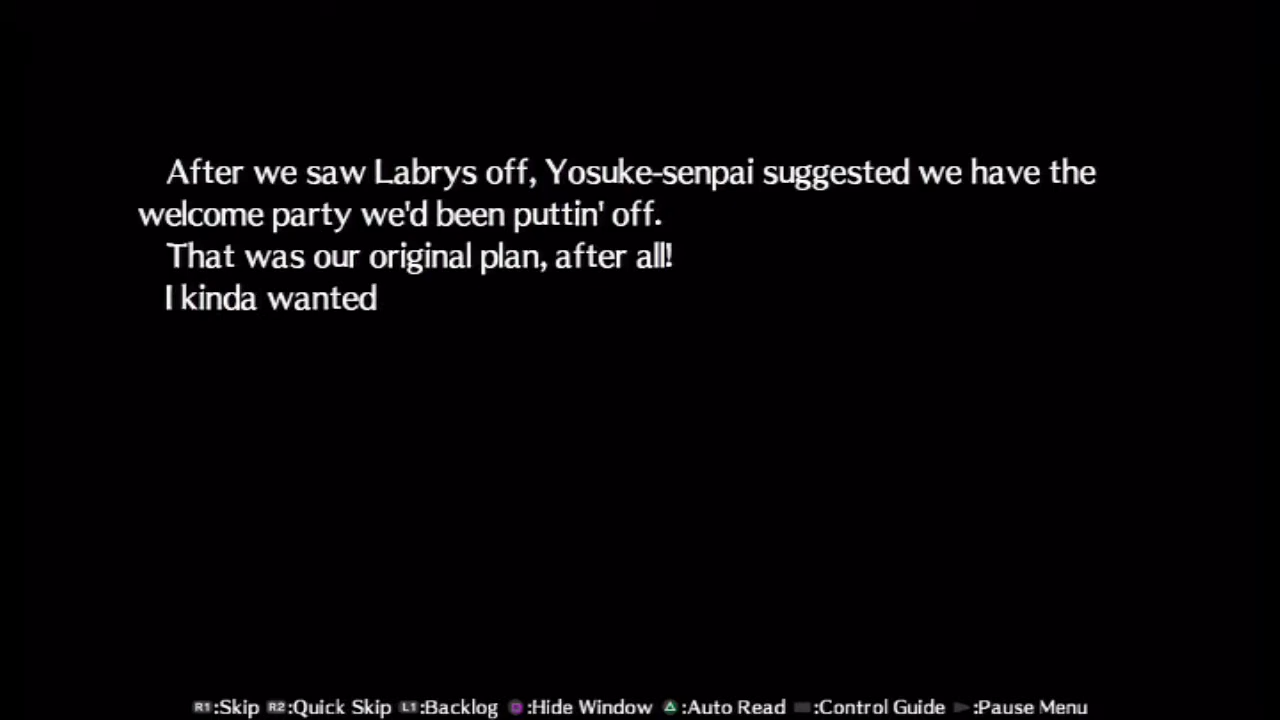 After we saw Labrys off, Yosuke-senpai suggested we have the
welcome party we'd been puttin' off.
That was our original plan, after all!
I kinda wanted
R1:Skip R2:Quick Skip L1:Backlog :Hide Window :Auto Read :Control Guide :Pause Menu